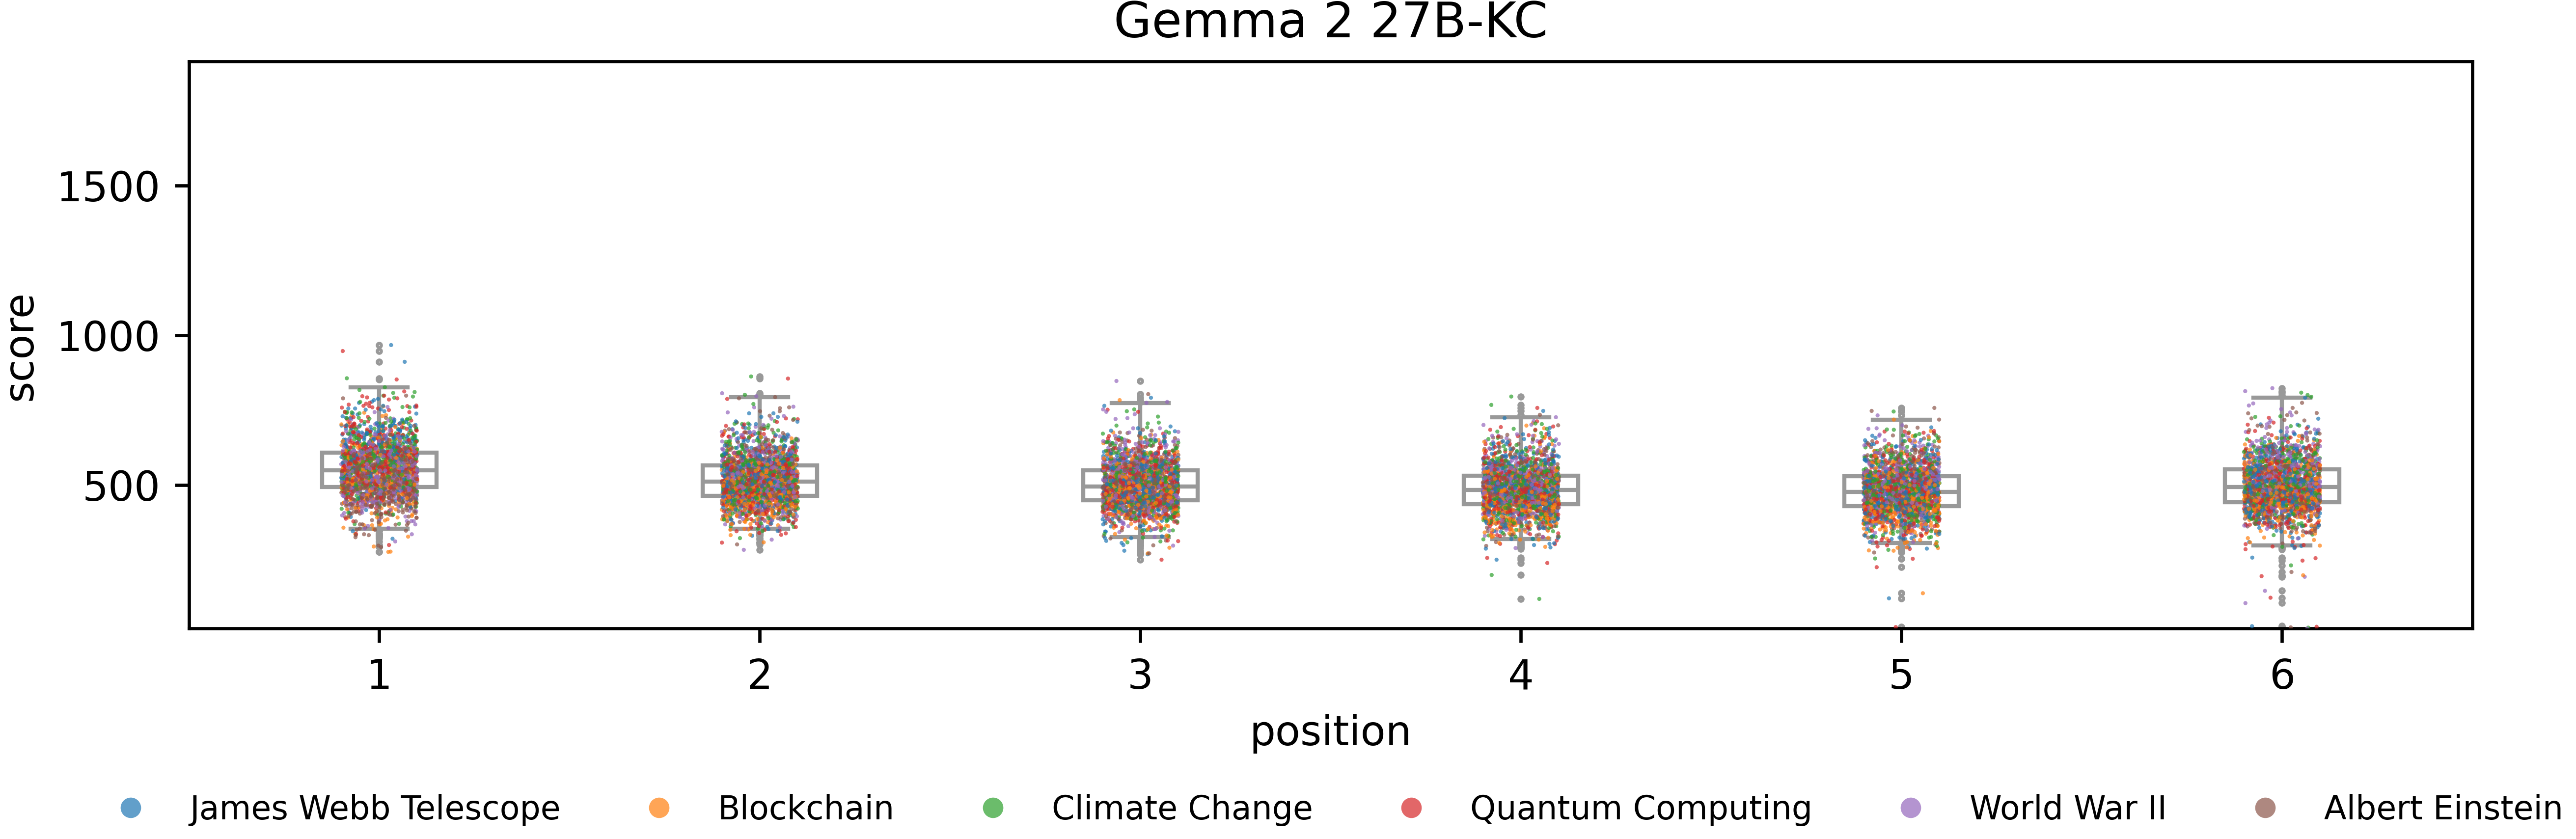 Gemma 2 27B-KC
score
1500
1000
500
1 2 3 4 5 6
position
James Webb Telescope Blockchain Climate Change Quantum Computing World War II Albert Einstein